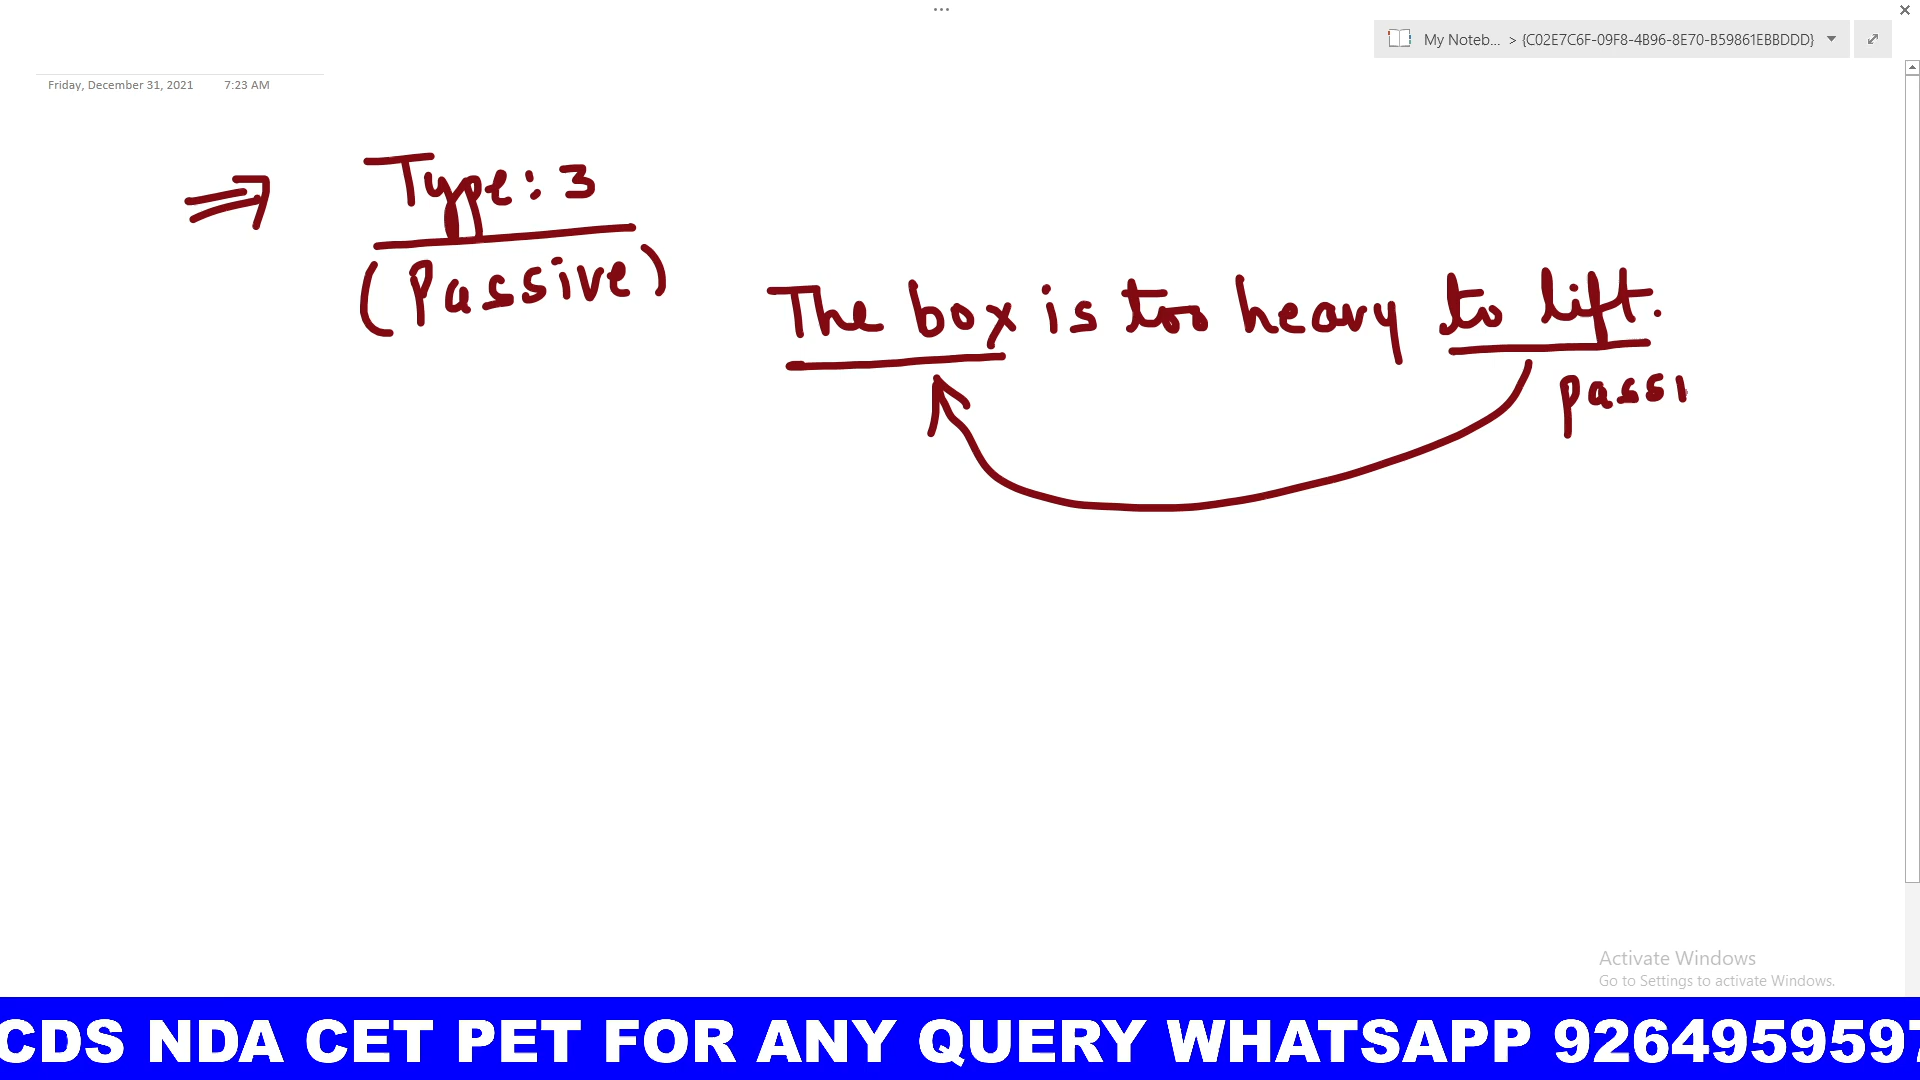 ...
My Noteb... > {C02E7C6F-09F8-4B96-8E70-B59861EBBDDD}
Friday, December 31, 2021 7:23 AM
⇒ Type: 3
(Passive)
The box is too heavy to lift.
passi
Activate Windows
Go to Settings to activate Windows.
CDS NDA CET PET FOR ANY QUERY WHATSAPP 9264959597